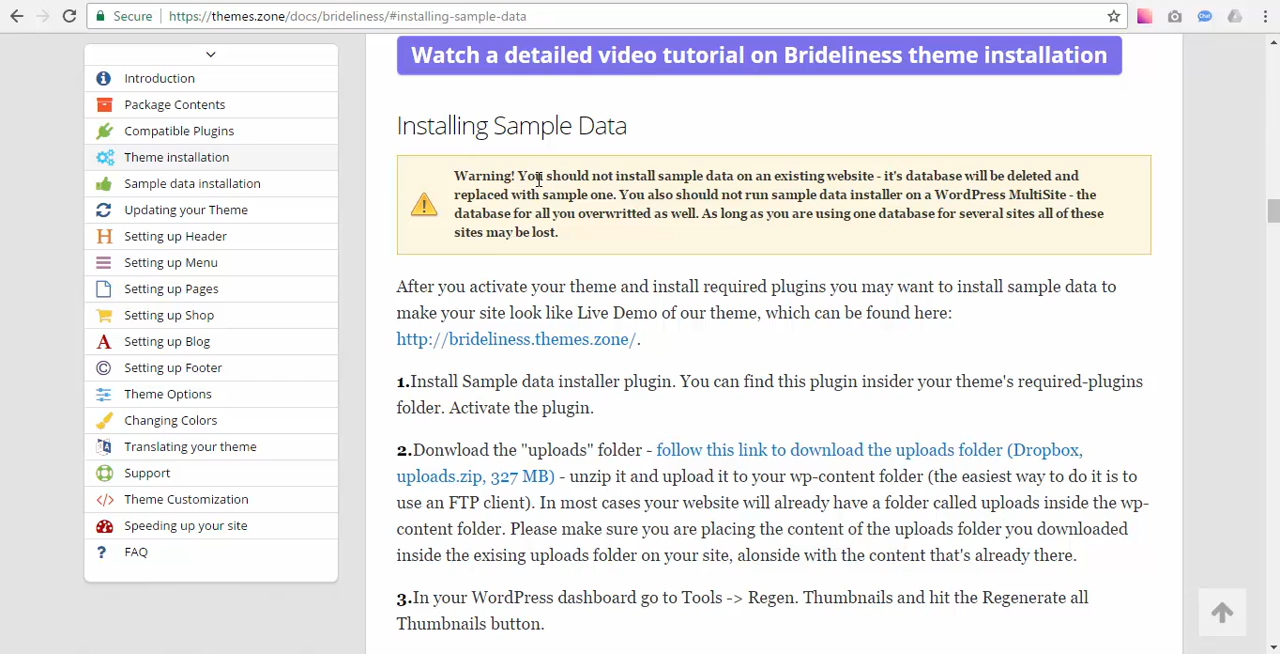 Secure
https://themes.zone/docs/brideliness/#installing-sample-data
Introduction
Package Contents
Compatible Plugins
Theme installation
Sample data installation
Updating your Theme
Setting up Header
Setting up Menu
Setting up Pages
Setting up Shop
Setting up Blog
Setting up Footer
Theme Options
Changing Colors
Translating your theme
Support
Theme Customization
Speeding up your site
FAQ
Watch a detailed video tutorial on Brideliness theme installation
Installing Sample Data
Warning! You should not install sample data on an existing website - it's database will be deleted and
replaced with sample one. You also should not run sample data installer on a WordPress MultiSite - the
database for all you overwritted as well. As long as you are using one database for several sites all of these
sites may be lost.
After you activate your theme and install required plugins you may want to install sample data to
make your site look like Live Demo of our theme, which can be found here:
http://brideliness.themes.zone/.
1.Install Sample data installer plugin. You can find this plugin insider your theme's required-plugins
folder. Activate the plugin.
2.Donwload the "uploads" folder - follow this link to download the uploads folder (Dropbox,
uploads.zip, 327 MB) - unzip it and upload it to your wp-content folder (the easiest way to do it is to
use an FTP client). In most cases your website will already have a folder called uploads inside the wp-
content folder. Please make sure you are placing the content of the uploads folder you downloaded
inside the exising uploads folder on your site, alonside with the content that's already there.
3.In your WordPress dashboard go to Tools -> Regen. Thumbnails and hit the Regenerate all
Thumbnails button.